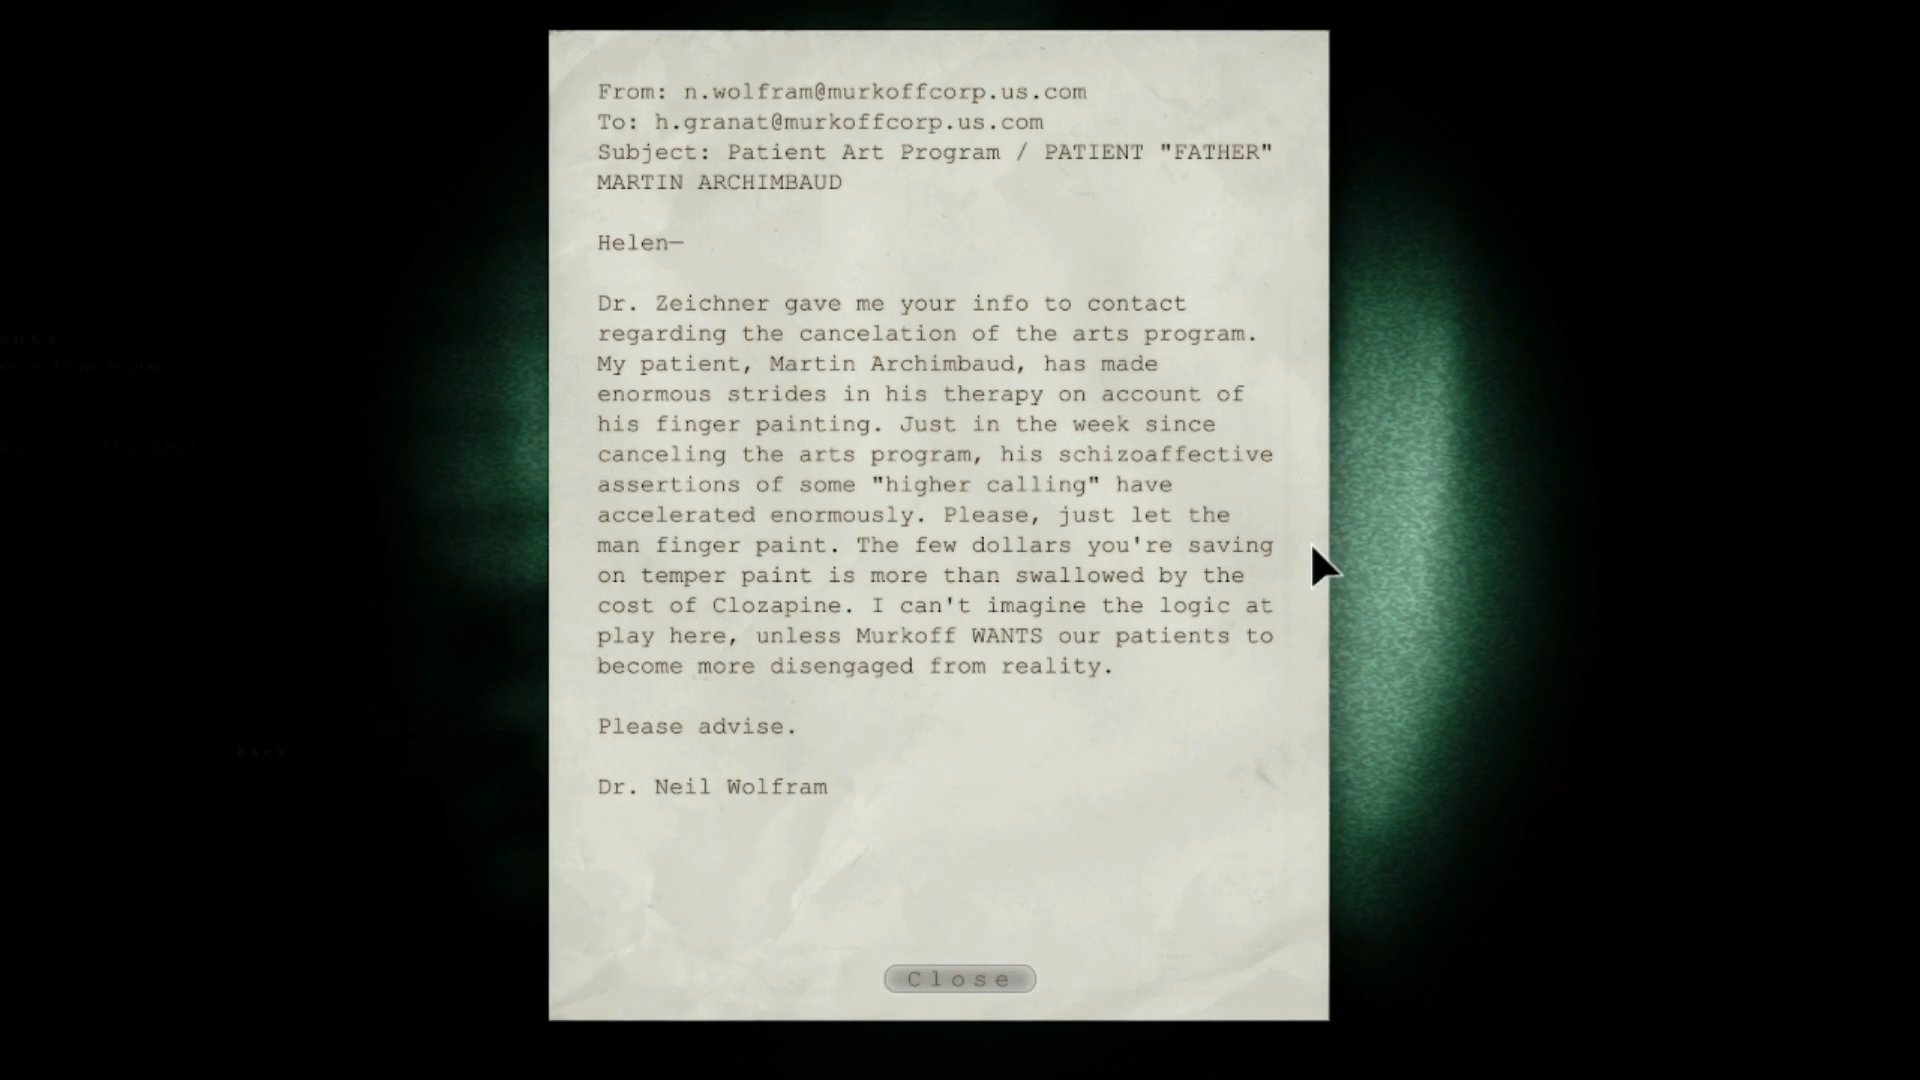 From: n.wolfram@murkoffcorp.us.com
To: h.granat@murkoffcorp.us.com
Subject: Patient Art Program / PATIENT "FATHER"
MARTIN ARCHIMBAUD
Helen—
Dr. Zeichner gave me your info to contact
regarding the cancelation of the arts program.
My patient, Martin Archimbaud, has made
enormous strides in his therapy on account of
his finger painting. Just in the week since
canceling the arts program, his schizoaffective
assertions of some "higher calling" have
accelerated enormously. Please, just let the
man finger paint. The few dollars you're saving
on temper paint is more than swallowed by the
cost of Clozapine. I can't imagine the logic at
play here, unless Murkoff WANTS our patients to
become more disengaged from reality.
Please advise.
Dr. Neil Wolfram
Back
Close